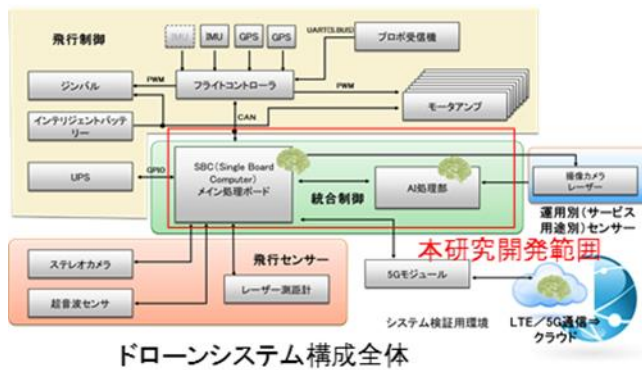 飛行制御
IMU
IMU
GPS
GPS
UART(S.BUS)
プロポ受信機
ジンバル
PWM
フライトコントローラ
PWM
モータアンプ
インテリジェントバッテリー
CAN
UPS
GPIO
SBC(Single Board
Computer)
メイン処理ボード
統合制御
AI処理部
撮像カメラ
レーザー
運用別(サービス
用途別)センサー
本研究開発範囲
飛行センサー
ステレオカメラ
超音波センサ
レーザー測距計
5Gモジュール
システム検証用環境
LTE/5G通信⇒
クラウド
ドローンシステム構成全体